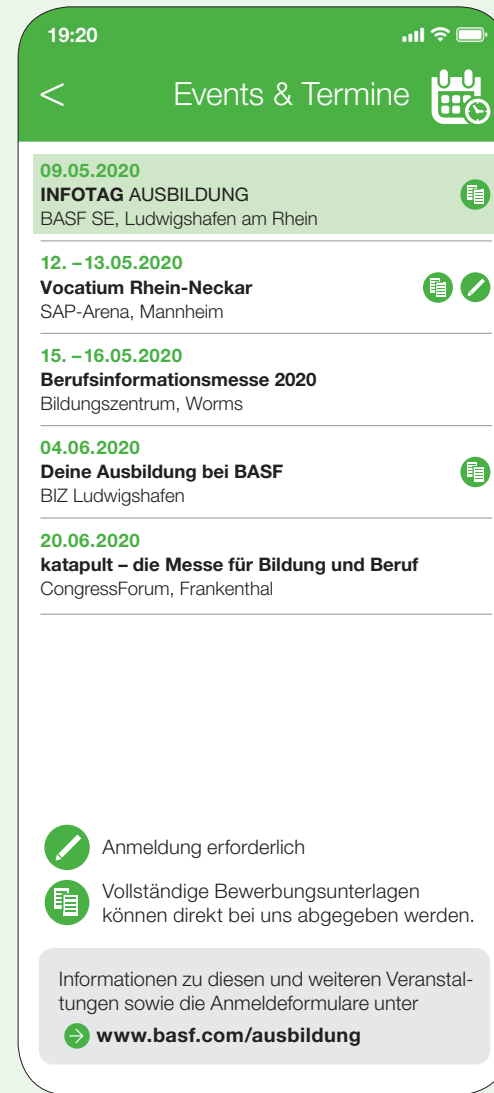 19:20
< Events & Termine
09.05.2020
INFOTAG AUSBILDUNG
BASF SE, Ludwigshafen am Rhein
12. – 13.05.2020
Vocatium Rhein-Neckar
SAP-Arena, Mannheim
15. – 16.05.2020
Berufsinformationsmesse 2020
Bildungszentrum, Worms
04.06.2020
Deine Ausbildung bei BASF
BIZ Ludwigshafen
20.06.2020
katapult – die Messe für Bildung und Beruf
CongressForum, Frankenthal
Anmeldung erforderlich
Vollständige Bewerbungsunterlagen
können direkt bei uns abgegeben werden.
Informationen zu diesen und weiteren Veranstal-
tungen sowie die Anmeldeformulare unter
www.basf.com/ausbildung